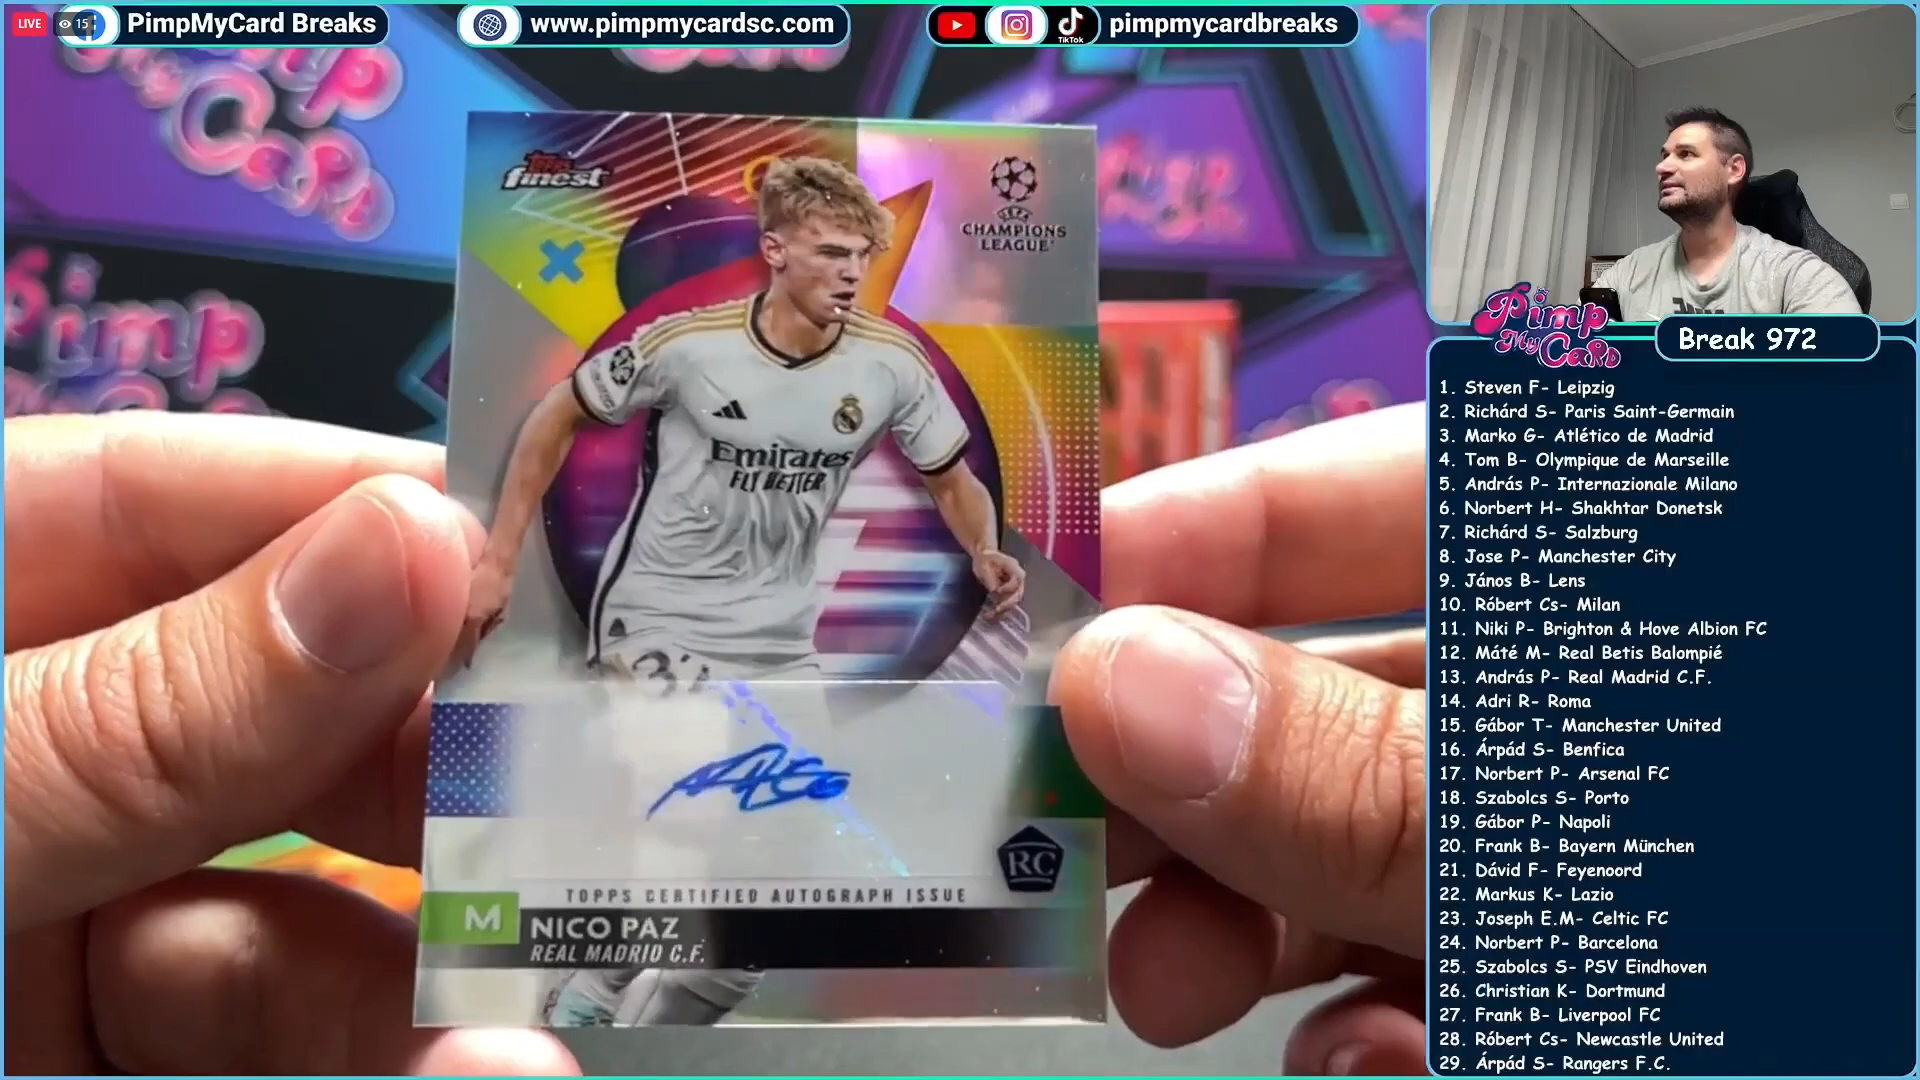 LIVE 15
PimpMyCard Breaks
www.pimpmycardsc.com
TikTok
pimpmycardbreaks
Topps
finest
UEFA
CHAMPIONS
LEAGUE
Emirates
FLY BETTER
TOPPS CERTIFIED AUTOGRAPH ISSUE
RC
M
NICO PAZ
REAL MADRID C.F.
Pimp
My Card
Break 972
1. Steven F- Leipzig
2. Richárd S- Paris Saint-Germain
3. Marko G- Atlético de Madrid
4. Tom B- Olympique de Marseille
5. András P- Internazionale Milano
6. Norbert H- Shakhtar Donetsk
7. Richárd S- Salzburg
8. Jose P- Manchester City
9. János B- Lens
10. Róbert Cs- Milan
11. Niki P- Brighton & Hove Albion FC
12. Máté M- Real Betis Balompié
13. András P- Real Madrid C.F.
14. Adri R- Roma
15. Gábor T- Manchester United
16. Árpád S- Benfica
17. Norbert P- Arsenal FC
18. Szabolcs S- Porto
19. Gábor P- Napoli
20. Frank B- Bayern München
21. Dávid F- Feyenoord
22. Markus K- Lazio
23. Joseph E.M- Celtic FC
24. Norbert P- Barcelona
25. Szabolcs S- PSV Eindhoven
26. Christian K- Dortmund
27. Frank B- Liverpool FC
28. Róbert Cs- Newcastle United
29. Árpád S- Rangers F.C.